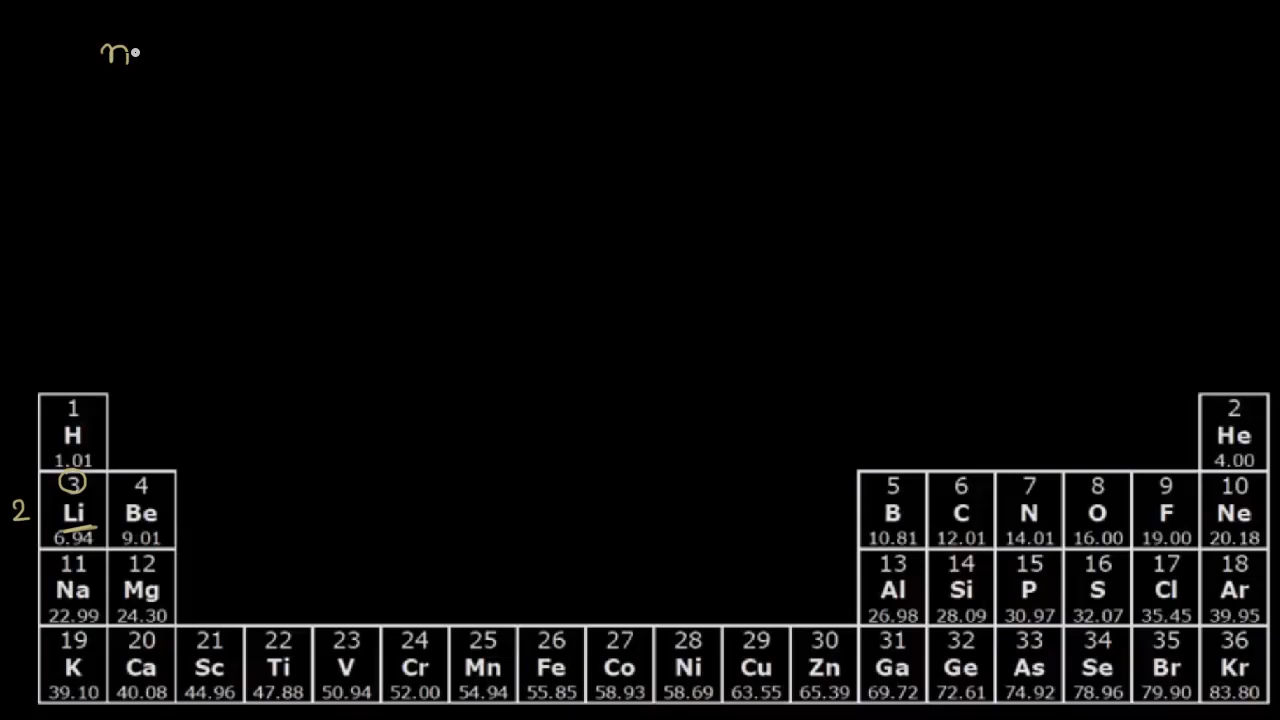 n
1 2
H He
1.01 4.00
3 4 5 6 7 8 9 10
2 Li Be B C N O F Ne
6.94 9.01 10.81 12.01 14.01 16.00 19.00 20.18
11 12 13 14 15 16 17 18
Na Mg Al Si P S Cl Ar
22.99 24.30 26.98 28.09 30.97 32.07 35.45 39.95
19 20 21 22 23 24 25 26 27 28 29 30 31 32 33 34 35 36
K Ca Sc Ti V Cr Mn Fe Co Ni Cu Zn Ga Ge As Se Br Kr
39.10 40.08 44.96 47.88 50.94 52.00 54.94 55.85 58.93 58.69 63.55 65.39 69.72 72.61 74.92 78.96 79.90 83.80